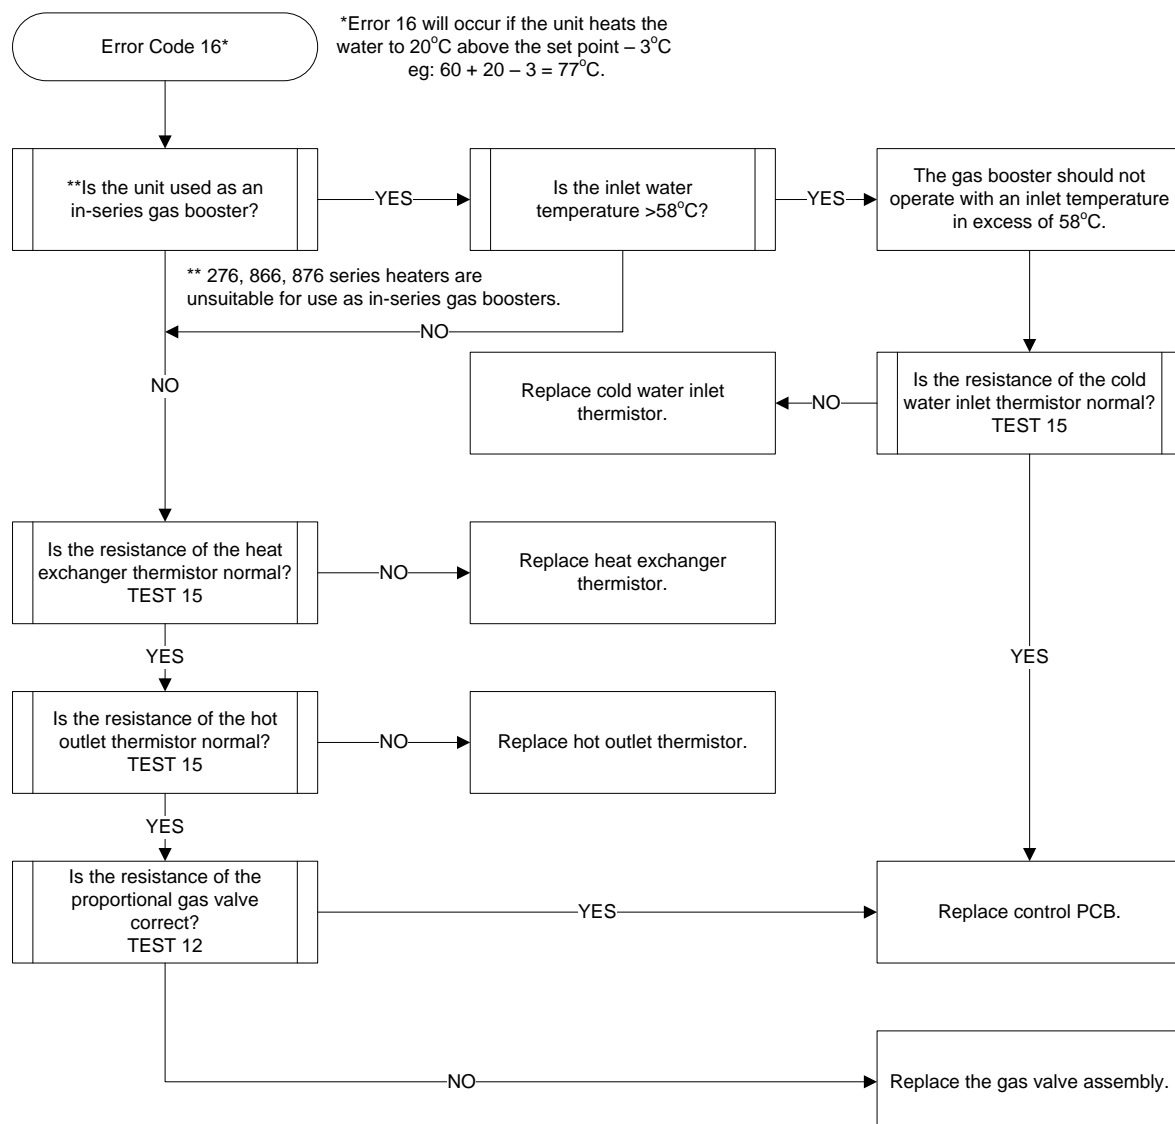 Error Code 16*
*Error 16 will occur if the unit heats the
water to 20°C above the set point – 3°C
eg: 60 + 20 – 3 = 77°C.
**Is the unit used as an
in-series gas booster?
YES
Is the inlet water
temperature >58°C?
YES
The gas booster should not
operate with an inlet temperature
in excess of 58°C.
** 276, 866, 876 series heaters are
unsuitable for use as in-series gas boosters.
NO
NO
Replace cold water inlet
thermistor.
NO
Is the resistance of the cold
water inlet thermistor normal?
TEST 15
Is the resistance of the heat
exchanger thermistor normal?
TEST 15
NO
Replace heat exchanger
thermistor.
YES
YES
Is the resistance of the hot
outlet thermistor normal?
TEST 15
NO
Replace hot outlet thermistor.
YES
Is the resistance of the
proportional gas valve
correct?
TEST 12
YES
Replace control PCB.
NO
Replace the gas valve assembly.